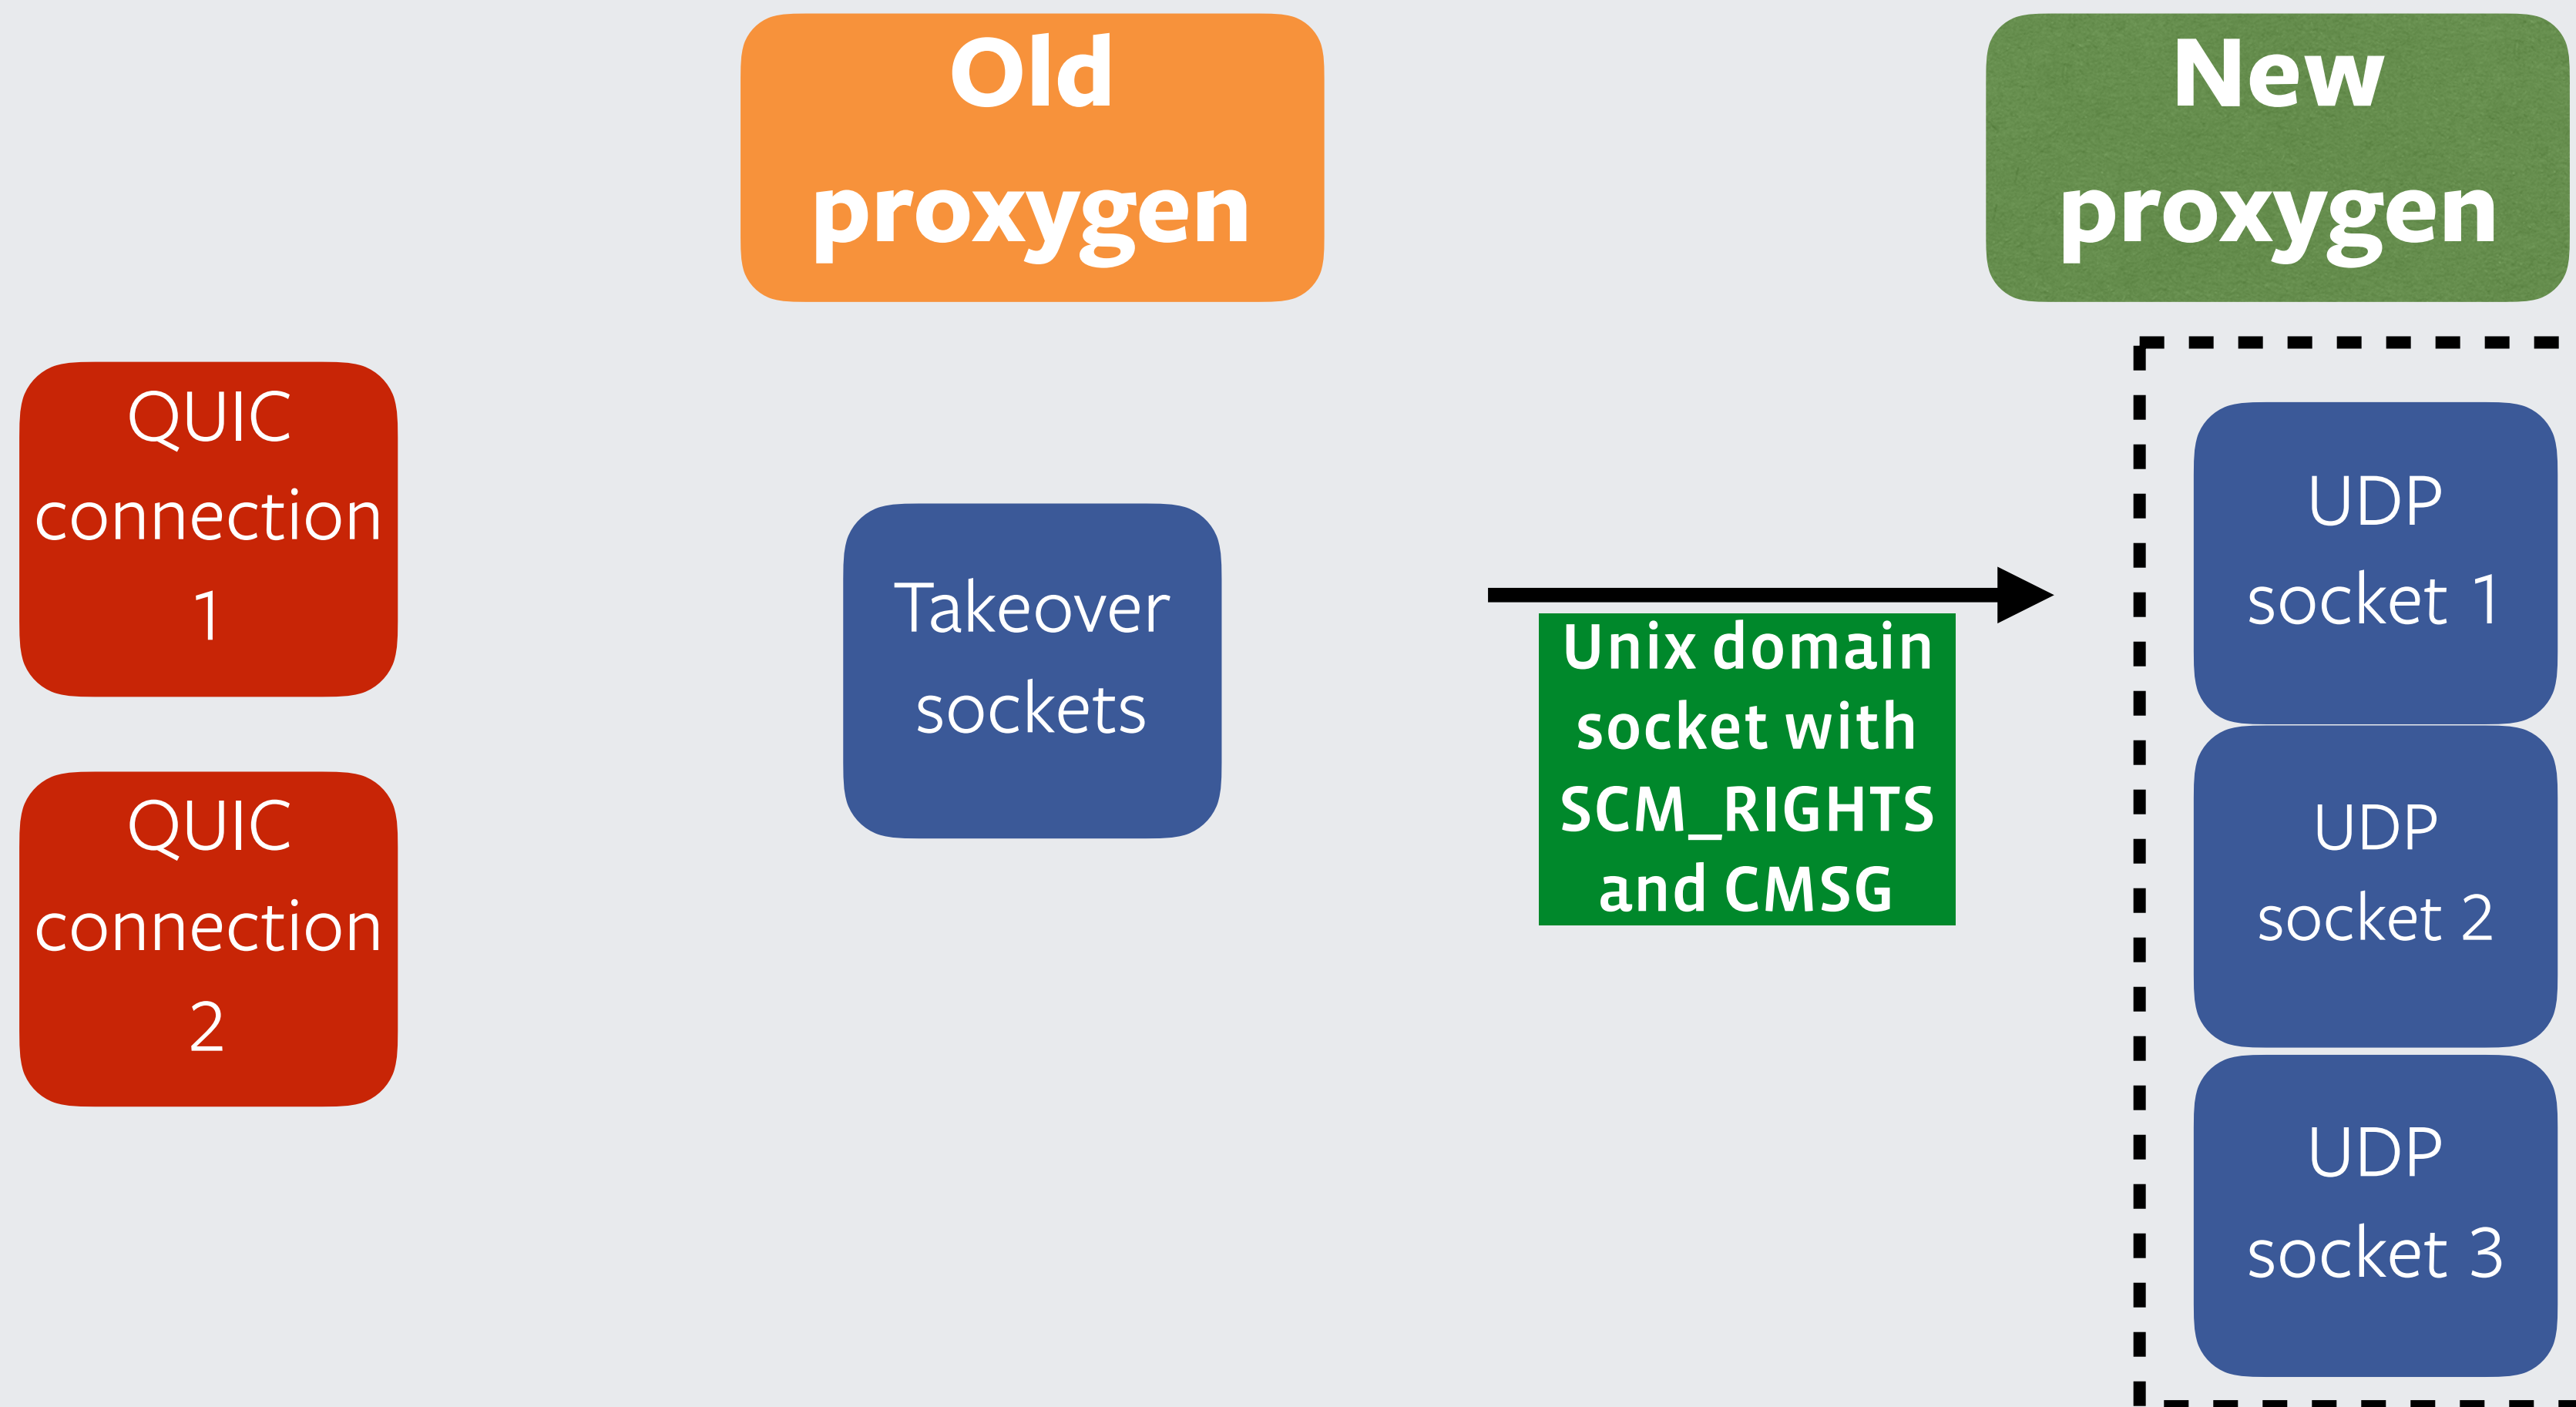 Old
proxygen
New
proxygen
QUIC
connection
1
QUIC
connection
2
Takeover
sockets
Unix domain
socket with
SCM_RIGHTS
and CMSG
UDP
socket 1
UDP
socket 2
UDP
socket 3